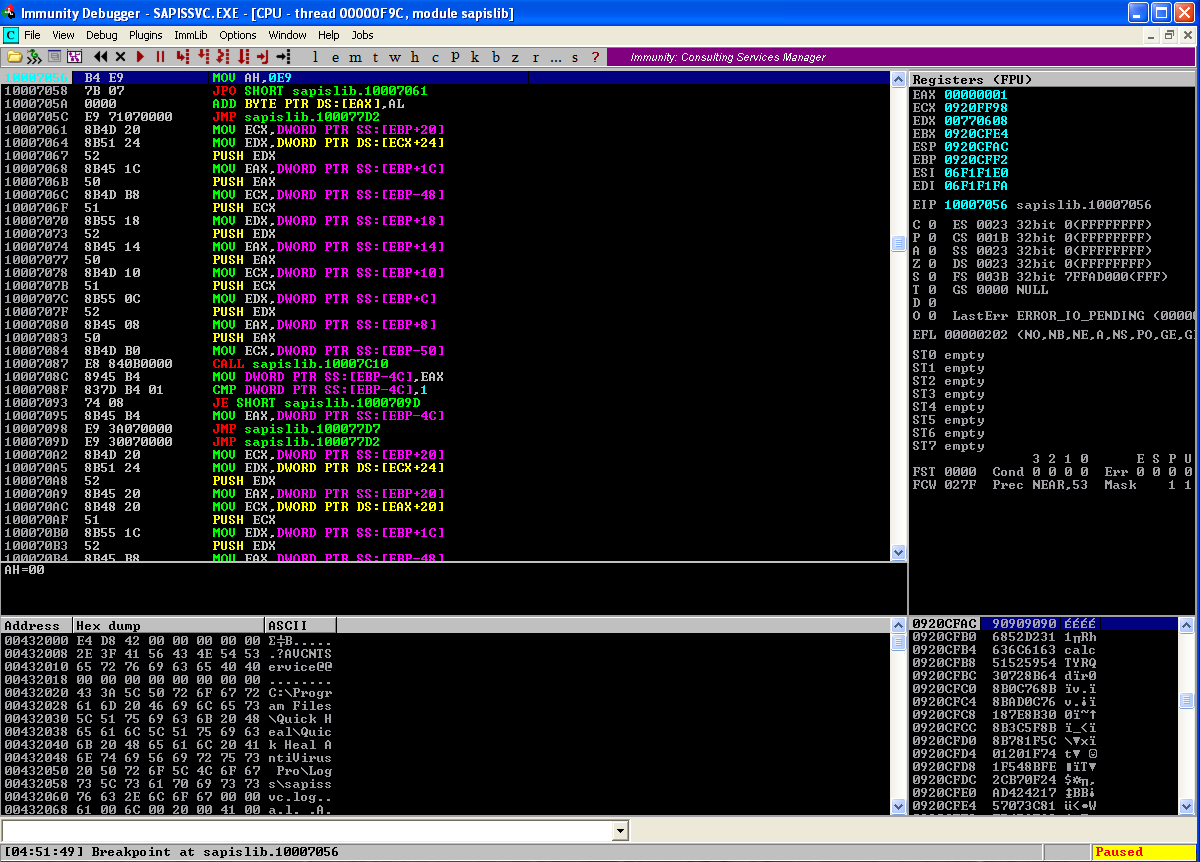 Immunity Debugger - SAPISSVC.EXE - [CPU - thread 00000F9C, module sapislib]
C File View Debug Plugins ImmLib Options Window Help Jobs
l e m t w h c P k b z r ... s ? Immunity: Consulting Services Manager
10007056 B4 E9 MOV AH,0E9
10007058 7B 07 JPO SHORT sapislib.10007061
1000705A 0000 ADD BYTE PTR DS:[EAX],AL
1000705C E9 71070000 JMP sapislib.100077D2
10007061 8B4D 20 MOV ECX,DWORD PTR SS:[EBP+20]
10007064 8B51 24 MOV EDX,DWORD PTR DS:[ECX+24]
10007067 52 PUSH EDX
10007068 8B45 1C MOV EAX,DWORD PTR SS:[EBP+1C]
1000706B 50 PUSH EAX
1000706C 8B4D B8 MOV ECX,DWORD PTR SS:[EBP-48]
1000706F 51 PUSH ECX
10007070 8B55 18 MOV EDX,DWORD PTR SS:[EBP+18]
10007073 52 PUSH EDX
10007074 8B45 14 MOV EAX,DWORD PTR SS:[EBP+14]
10007077 50 PUSH EAX
10007078 8B4D 10 MOV ECX,DWORD PTR SS:[EBP+10]
1000707B 51 PUSH ECX
1000707C 8B55 0C MOV EDX,DWORD PTR SS:[EBP+C]
1000707F 52 PUSH EDX
10007080 8B45 08 MOV EAX,DWORD PTR SS:[EBP+8]
10007083 50 PUSH EAX
10007084 8B4D B0 MOV ECX,DWORD PTR SS:[EBP-50]
10007087 E8 840B0000 CALL sapislib.10007C10
1000708C 8945 B4 MOV DWORD PTR SS:[EBP-4C],EAX
1000708F 837D B4 01 CMP DWORD PTR SS:[EBP-4C],1
10007093 74 08 JE SHORT sapislib.1000709D
10007095 8B45 B4 MOV EAX,DWORD PTR SS:[EBP-4C]
10007098 E9 3A070000 JMP sapislib.100077D7
1000709D E9 30070000 JMP sapislib.100077D2
100070A2 8B4D 20 MOV ECX,DWORD PTR SS:[EBP+20]
100070A5 8B51 24 MOV EDX,DWORD PTR DS:[ECX+24]
100070A8 52 PUSH EDX
100070A9 8B45 20 MOV EAX,DWORD PTR SS:[EBP+20]
100070AC 8B48 20 MOV ECX,DWORD PTR DS:[EAX+20]
100070AF 51 PUSH ECX
100070B0 8B55 1C MOV EDX,DWORD PTR SS:[EBP+1C]
100070B3 52 PUSH EDX
100070B4 8B45 B8 MOV EAX,DWORD PTR SS:[EBP-48]
AH=00
Registers (FPU)
EAX 00000001
ECX 0920FF98
EDX 00770608
EBX 0920CFE4
ESP 0920CFAC
EBP 0920CFF2
ESI 06F1F1E0
EDI 06F1F1FA
EIP 10007056 sapislib.10007056
C 0 ES 0023 32bit 0(FFFFFFFF)
P 0 CS 001B 32bit 0(FFFFFFFF)
A 0 SS 0023 32bit 0(FFFFFFFF)
Z 0 DS 0023 32bit 0(FFFFFFFF)
S 0 FS 003B 32bit 7FFAD000(FFF)
T 0 GS 0000 NULL
D 0
O 0 LastErr ERROR_IO_PENDING (0000
EFL 00000202 (NO,NB,NE,A,NS,PO,GE,G
ST0 empty
ST1 empty
ST2 empty
ST3 empty
ST4 empty
ST5 empty
ST6 empty
ST7 empty
3 2 1 0 E S P U
FST 0000 Cond 0 0 0 0 Err 0 0 0 0
FCW 027F Prec NEAR,53 Mask 1 1
Address Hex dump ASCII
00432000 E4 D8 42 00 00 00 00 00 Σ╪B.....
00432008 2E 3F 41 56 43 4E 54 53 .?AVCNTS
00432010 65 72 76 69 63 65 40 40 ervice@@
00432018 00 00 00 00 00 00 00 00 ........
00432020 43 3A 5C 50 72 6F 67 72 C:\Progr
00432028 61 6D 20 46 69 6C 65 73 am Files
00432030 5C 51 75 69 63 6B 20 48 \Quick H
00432038 65 61 6C 5C 51 75 69 63 eal\Quic
00432040 6B 20 48 65 61 6C 20 41 k Heal A
00432048 6E 74 69 56 69 72 75 73 ntiVirus
00432050 20 50 72 6F 5C 4C 6F 67 Pro\Log
00432058 73 5C 73 61 70 69 73 73 s\sapiss
00432060 76 63 2E 6C 6F 67 00 00 vc.log..
00432068 61 00 6C 00 20 00 41 00 a.l. .A.
0920CFAC 90909090 ÉÉÉÉ
0920CFB0 6852D231 1╥Rh
0920CFB4 636C6163 calc
0920CFB8 51525954 TYRQ
0920CFBC 30728B64 dïr0
0920CFC0 8B0C768B
0920CFC4 8BAD0C76
0920CFC8 187E8B30
0920CFCC 8B3C5F8B
0920CFD0 8B781F5C
0920CFD4 01201F74
0920CFD8 1F548BFE
0920CFDC 2CB70F24
0920CFE0 AD424217
0920CFE4 57073C81
[04:51:49] Breakpoint at sapislib.10007056
Paused